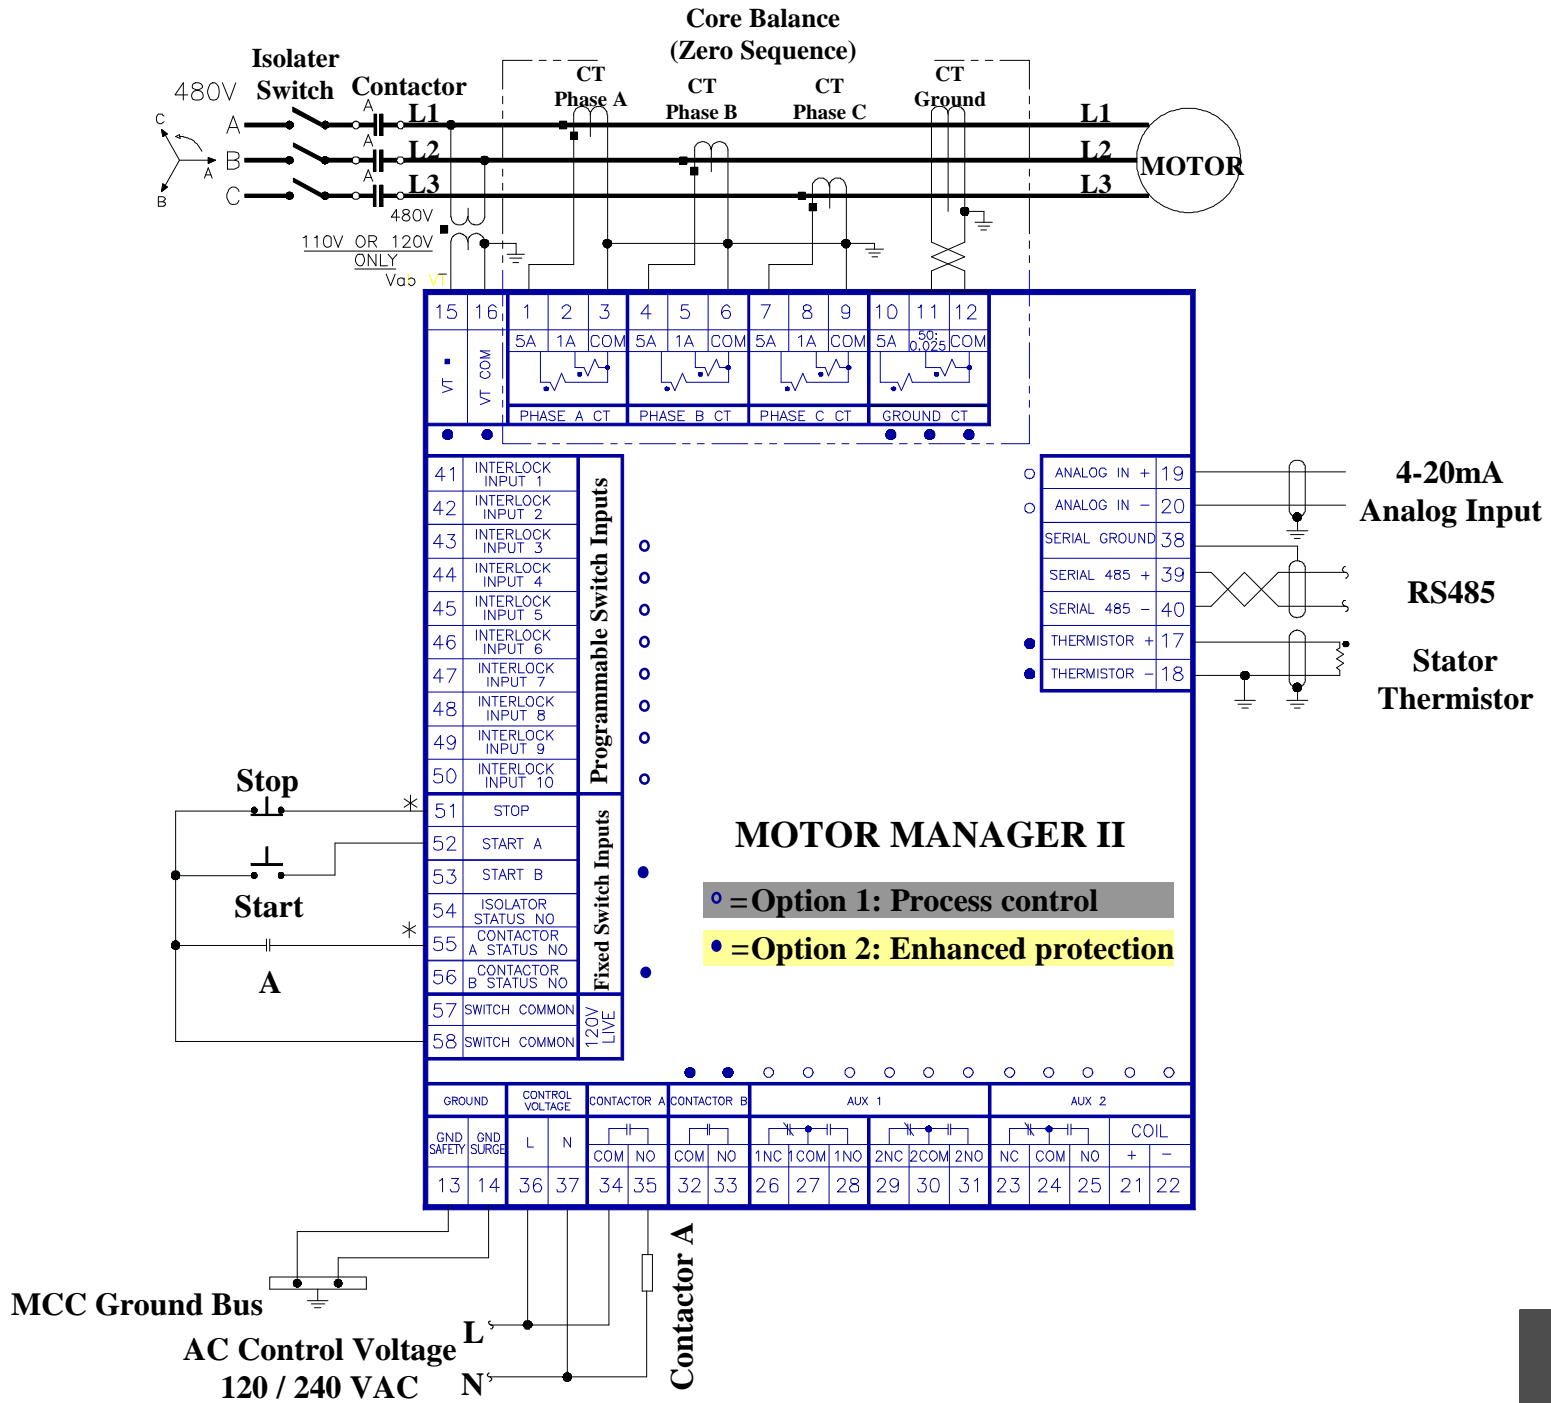 Core Balance
(Zero Sequence)
Isolater
Switch
Contactor
CT
Phase A
CT
Phase B
CT
Phase C
CT
Ground
480V
A
B
C
C
A
B
A
A
A
L1
L2
L3
L1
L2
L3
MOTOR
480V
110V OR 120V
ONLY
Vab VT
15 16 1 2 3 4 5 6 7 8 9 10 11 12
VT
VT COM
5A 1A COM 5A 1A COM 5A 1A COM 5A 50:0.025 COM
PHASE A CT PHASE B CT PHASE C CT GROUND CT
41 INTERLOCK INPUT 1
42 INTERLOCK INPUT 2
43 INTERLOCK INPUT 3
44 INTERLOCK INPUT 4
45 INTERLOCK INPUT 5
46 INTERLOCK INPUT 6
47 INTERLOCK INPUT 7
48 INTERLOCK INPUT 8
49 INTERLOCK INPUT 9
50 INTERLOCK INPUT 10
Programmable Switch Inputs
51 STOP
52 START A
53 START B
54 ISOLATOR STATUS NO
55 CONTACTOR A STATUS NO
56 CONTACTOR B STATUS NO
Fixed Switch Inputs
57 SWITCH COMMON
58 SWITCH COMMON
120V LIVE
Stop
*
Start
*
A
ANALOG IN + 19
ANALOG IN - 20
SERIAL GROUND 38
SERIAL 485 + 39
SERIAL 485 - 40
THERMISTOR + 17
THERMISTOR - 18
4-20mA
Analog Input
RS485
Stator
Thermistor
MOTOR MANAGER II
=Option 1: Process control
=Option 2: Enhanced protection
GROUND CONTROL VOLTAGE CONTACTOR A CONTACTOR B AUX 1 AUX 2
GND SAFETY GND SURGE L N COIL
COM NO COM NO 1NC 1COM 1NO 2NC 2COM 2NO NC COM NO + -
13 14 36 37 34 35 32 33 26 27 28 29 30 31 23 24 25 21 22
MCC Ground Bus
Contactor A
AC Control Voltage
120 / 240 VAC
L
N